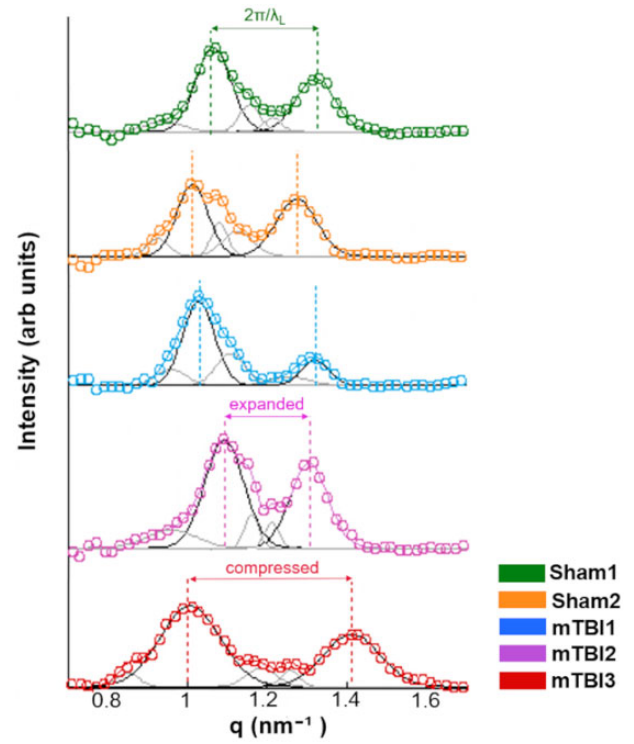 2π/λL
Intensity (arb units)
expanded
compressed
Sham1
Sham2
mTBI1
mTBI2
mTBI3
0.8 1 1.2 1.4 1.6
q (nm⁻¹ )